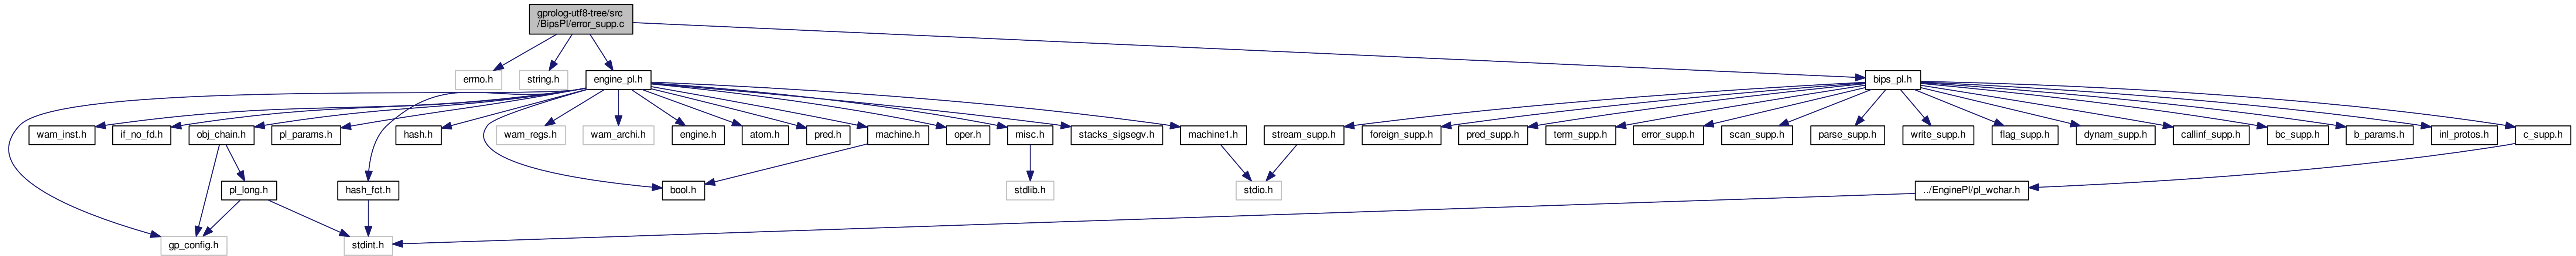 gprolog-utf8-tree/src
/BipsPl/error_supp.c
errno.h
string.h
engine_pl.h
bips_pl.h
wam_inst.h
if_no_fd.h
obj_chain.h
pl_params.h
hash.h
wam_regs.h
wam_archi.h
engine.h
atom.h
pred.h
machine.h
oper.h
misc.h
stacks_sigsegv.h
machine1.h
stream_supp.h
foreign_supp.h
pred_supp.h
term_supp.h
error_supp.h
scan_supp.h
parse_supp.h
write_supp.h
flag_supp.h
dynam_supp.h
callinf_supp.h
bc_supp.h
b_params.h
inl_protos.h
c_supp.h
pl_long.h
hash_fct.h
bool.h
stdlib.h
stdio.h
../EnginePl/pl_wchar.h
gp_config.h
stdint.h